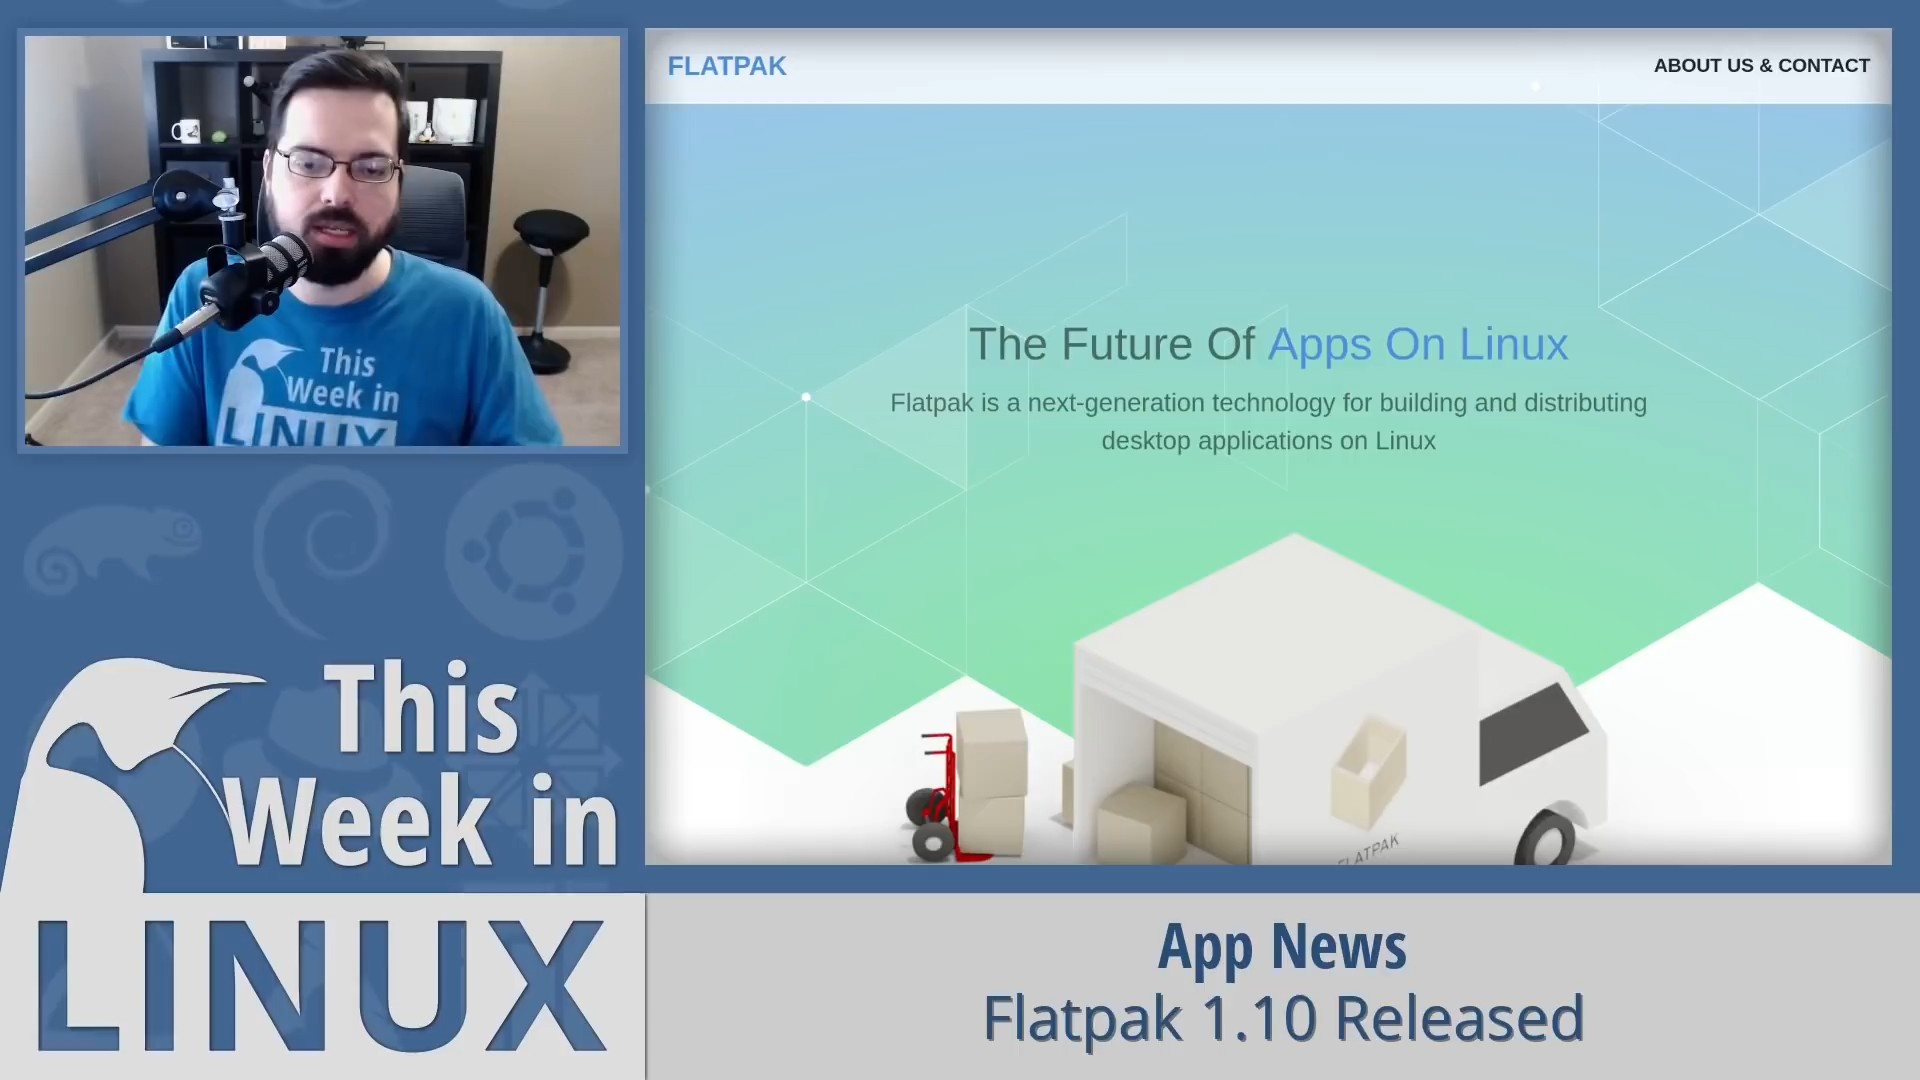 FLATPAK
ABOUT US & CONTACT
The Future Of Apps On Linux
Flatpak is a next-generation technology for building and distributing
desktop applications on Linux
FLATPAK
This
Week in
LINUX
This
Week in
LINUX
App News
Flatpak 1.10 Released